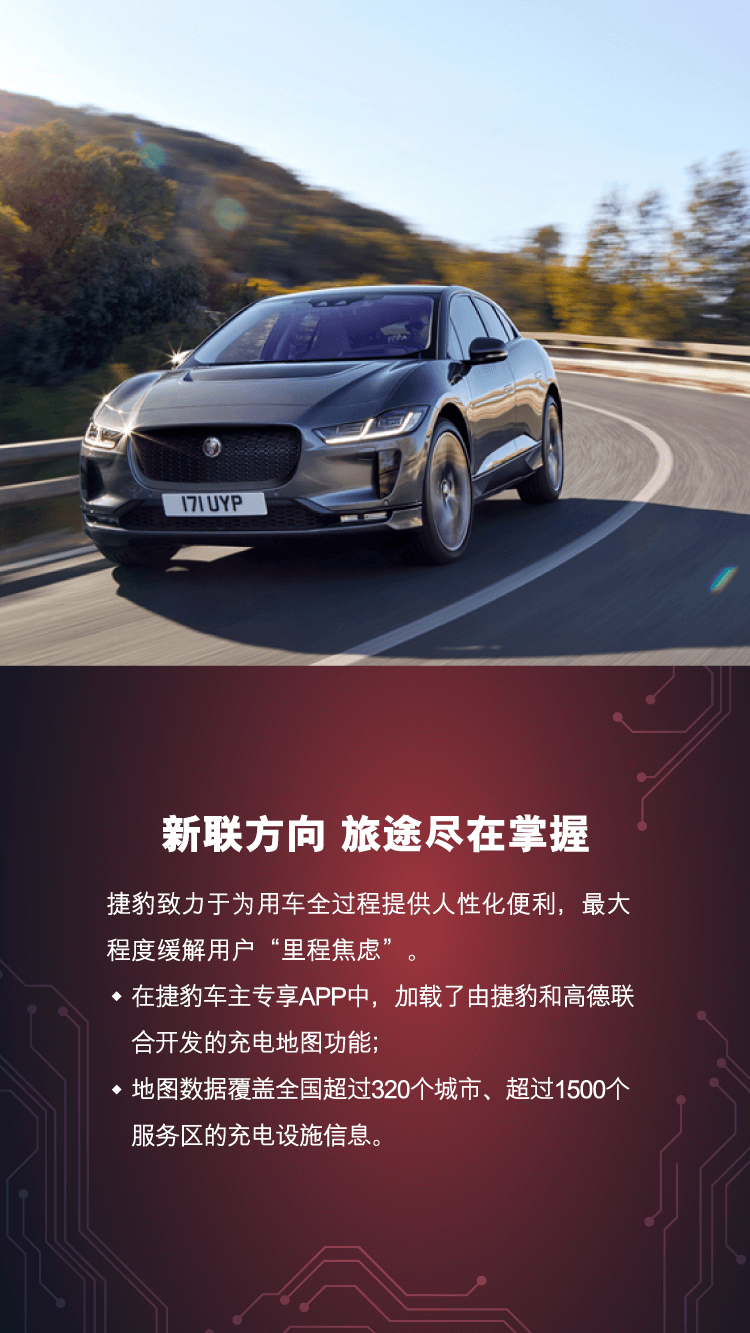 171 UYP
新联方向 旅途尽在掌握
捷豹致力于为用车全过程提供人性化便利，最大
程度缓解用户“里程焦虑”。
◆ 在捷豹车主专享APP中，加载了由捷豹和高德联
合开发的充电地图功能；
◆ 地图数据覆盖全国超过320个城市、超过1500个
服务区的充电设施信息。